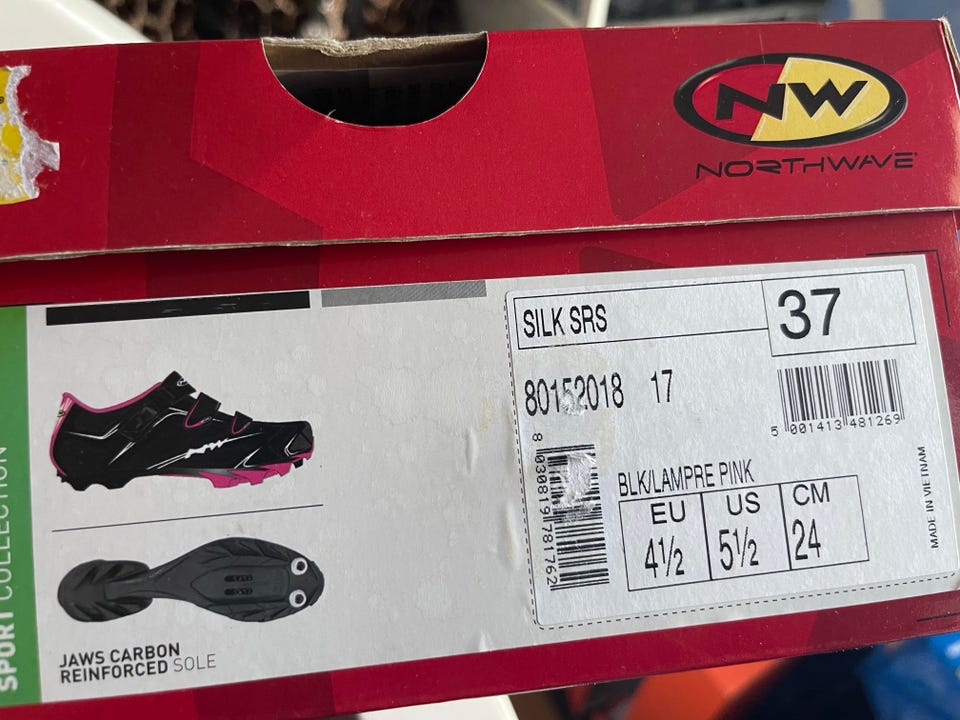 NW
NORTHWAVE
SILK SRS
37
80152018 17
5 001413 481269
8 030819 781762
BLK/LAMPRE PINK
EU US CM
4½ 5½ 24
MADE IN VIETNAM
SPORT COLLECTION
JAWS CARBON
REINFORCED SOLE